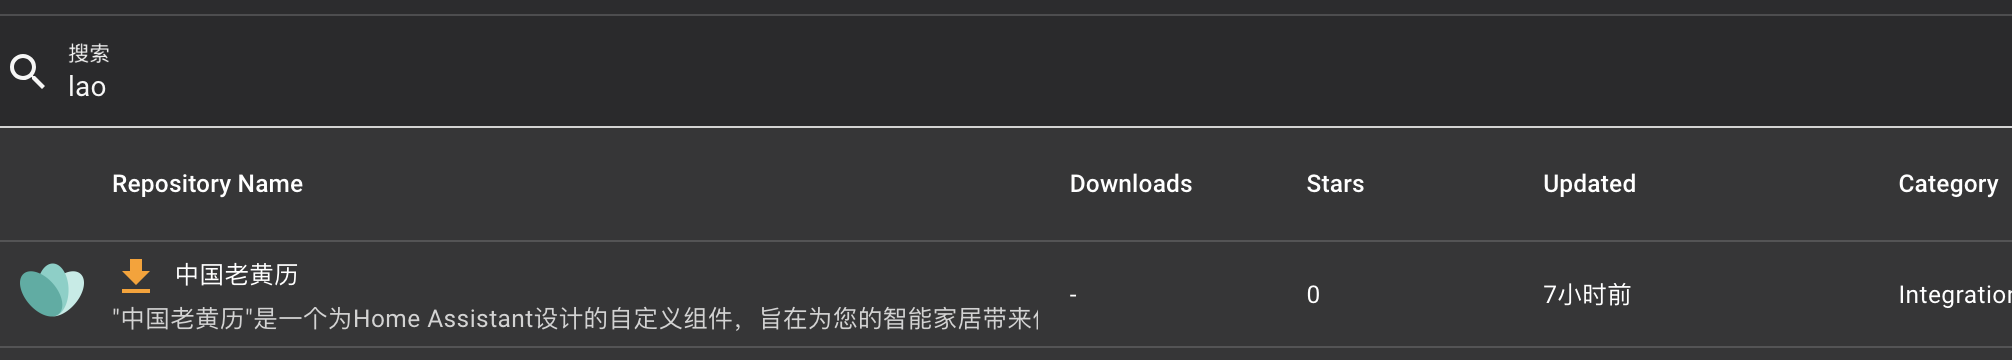 搜索
lao
Repository Name Downloads Stars Updated Category
中国老黄历
- 0 7小时前 Integration
"中国老黄历"是一个为Home Assistant设计的自定义组件，旨在为您的智能家居带来